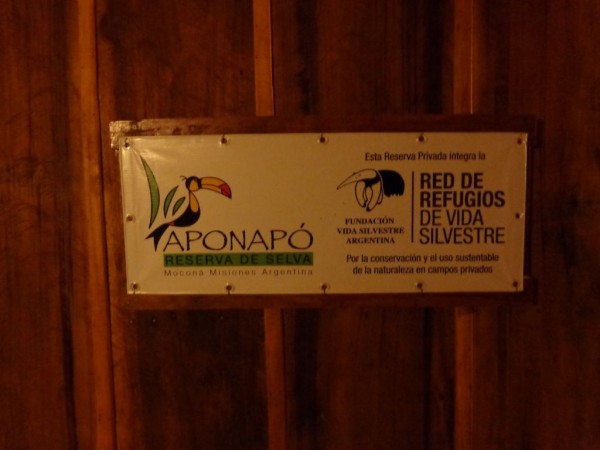 YAPONAPÓ
RESERVA DE SELVA
Moconá Misiones Argentina
Esta Reserva Privada integra la
FUNDACIÓN
VIDA SILVESTRE
ARGENTINA
RED DE
REFUGIOS
DE VIDA
SILVESTRE
Por la conservación y el uso sustentable
de la naturaleza en campos privados